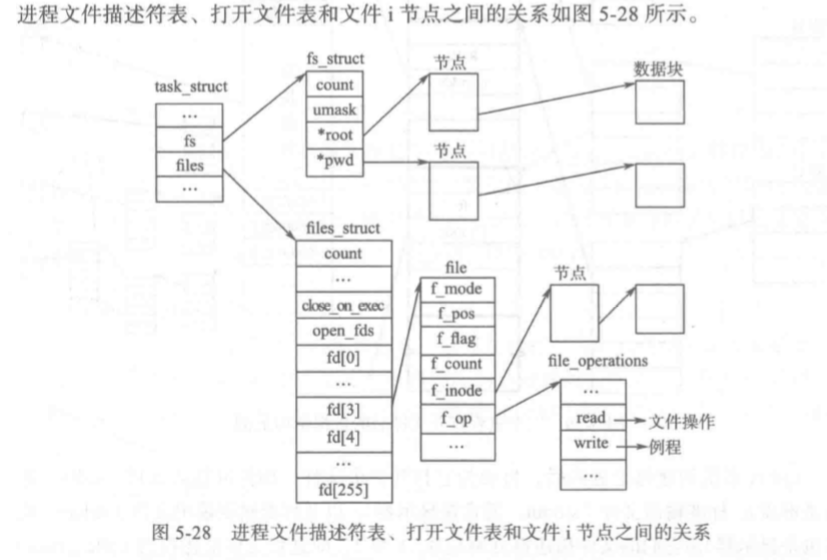 进程文件描述符表、打开文件表和文件 i 节点之间的关系如图 5-28 所示。
task_struct
…
fs
files
…
fs_struct
count
umask
*root
*pwd
节点
节点
数据块
files_struct
count
…
close_on_exec
open_fds
fd[0]
…
fd[3]
fd[4]
…
fd[255]
file
f_mode
f_pos
f_flag
f_count
f_inode
f_op
…
节点
file_operations
…
read
write
…
文件操作
例程
图 5-28 进程文件描述符表、打开文件表和文件 i 节点之间的关系